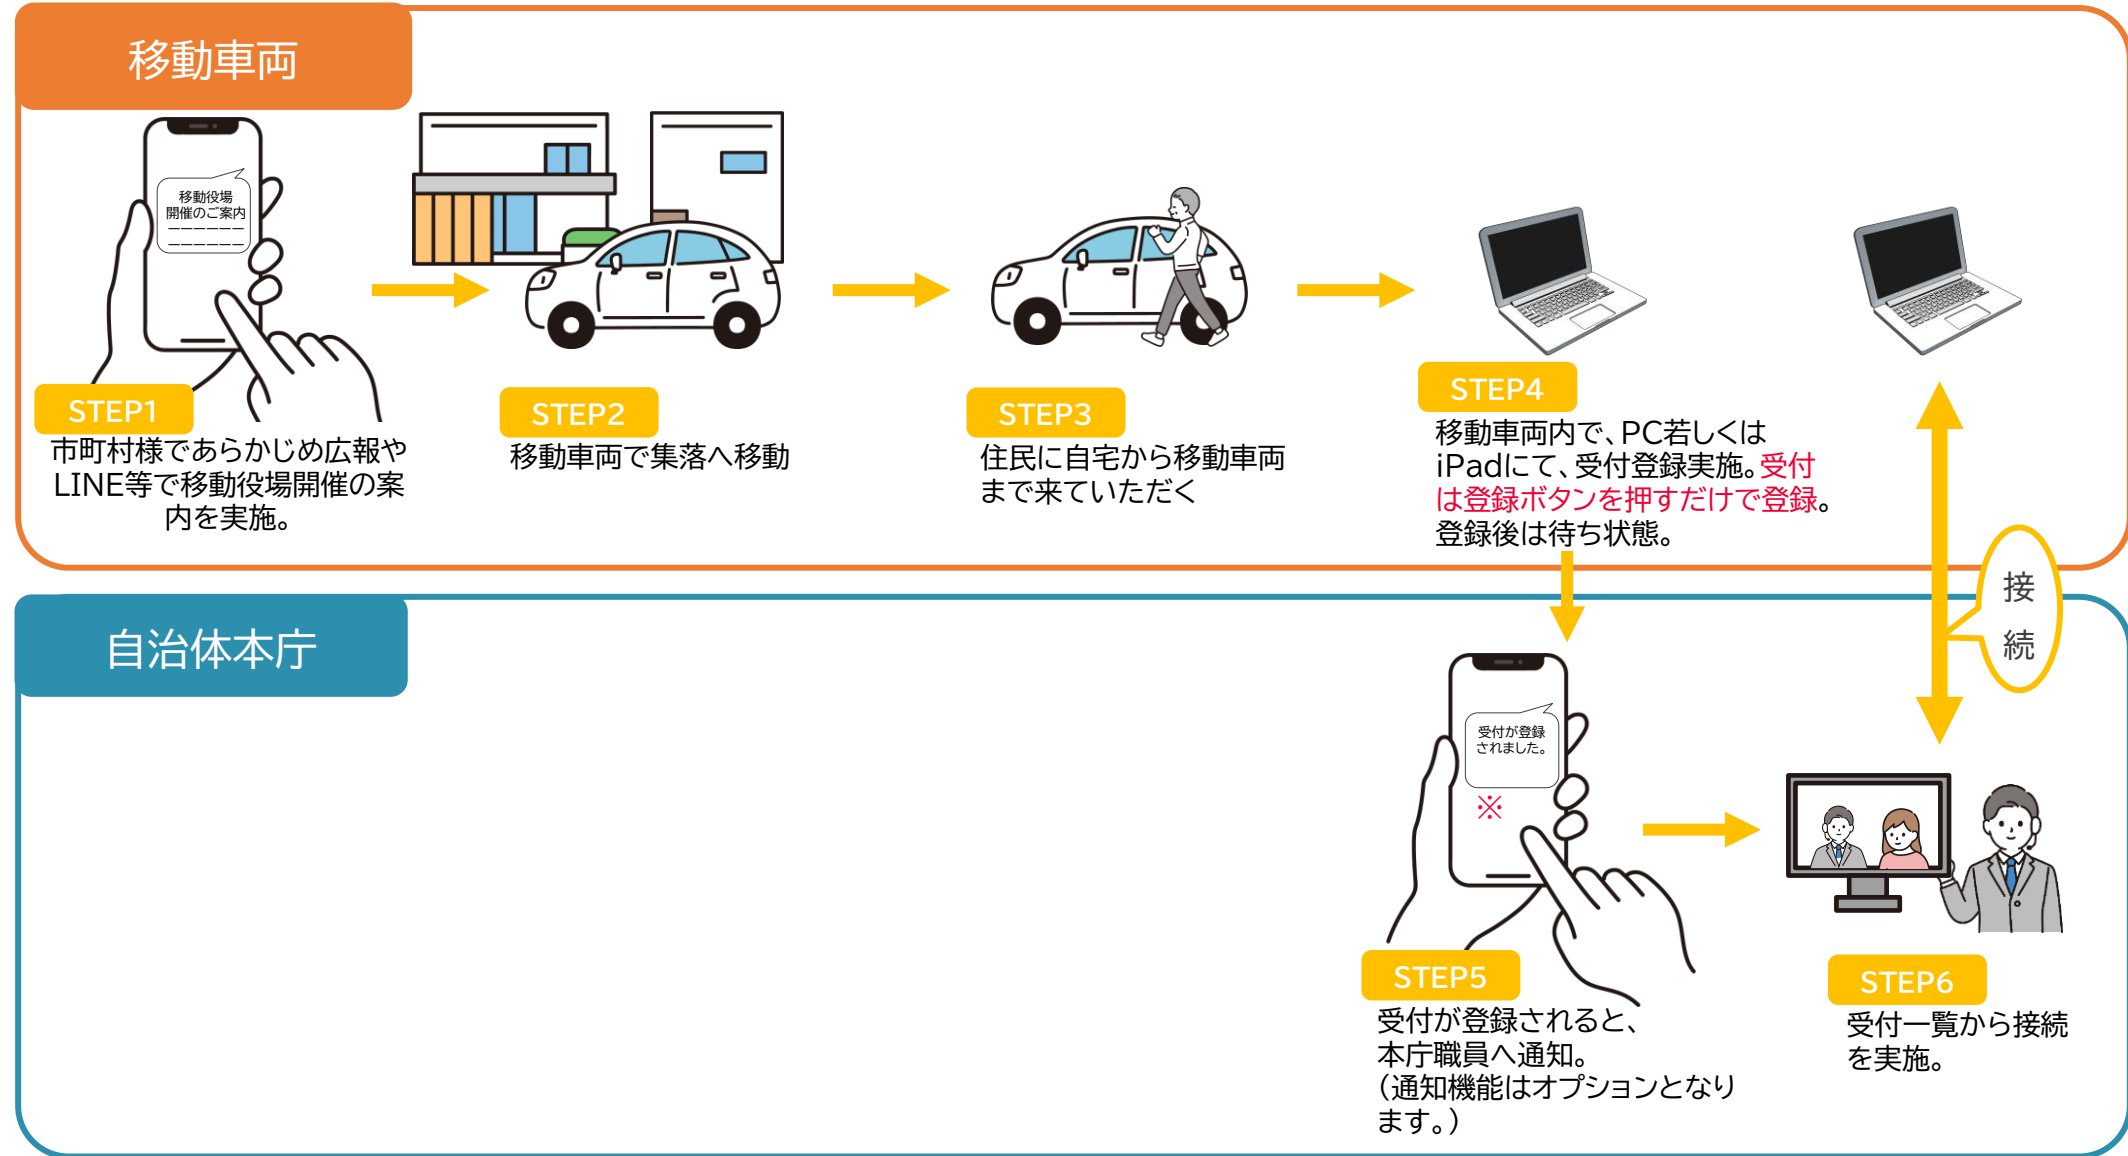 移動車両
移動役場
開催のご案内
STEP1
市町村様であらかじめ広報や
LINE等で移動役場開催の案
内を実施。
STEP2
移動車両で集落へ移動
STEP3
住民に自宅から移動車両
まで来ていただく
STEP4
移動車両内で、PC若しくは
iPadにて、受付登録実施。受付
は登録ボタンを押すだけで登録。
登録後は待ち状態。
接
続
自治体本庁
受付が登録
されました。
※
STEP5
受付が登録されると、
本庁職員へ通知。
（通知機能はオプションとなり
ます。）
STEP6
受付一覧から接続
を実施。